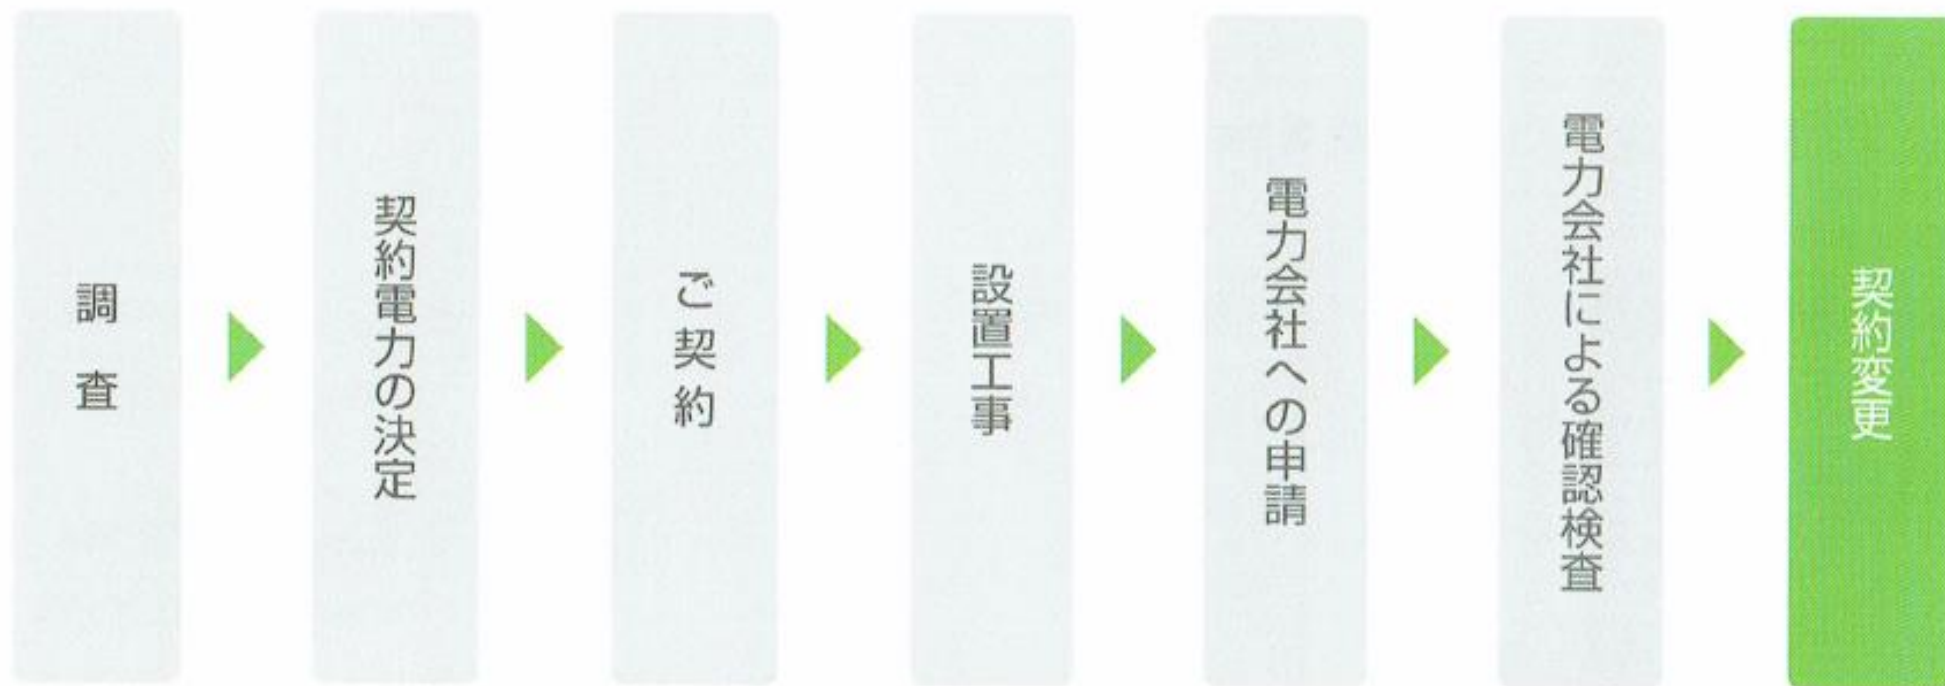 調査
契約電力の決定
ご契約
設置工事
電力会社への申請
電力会社による確認検査
契約変更